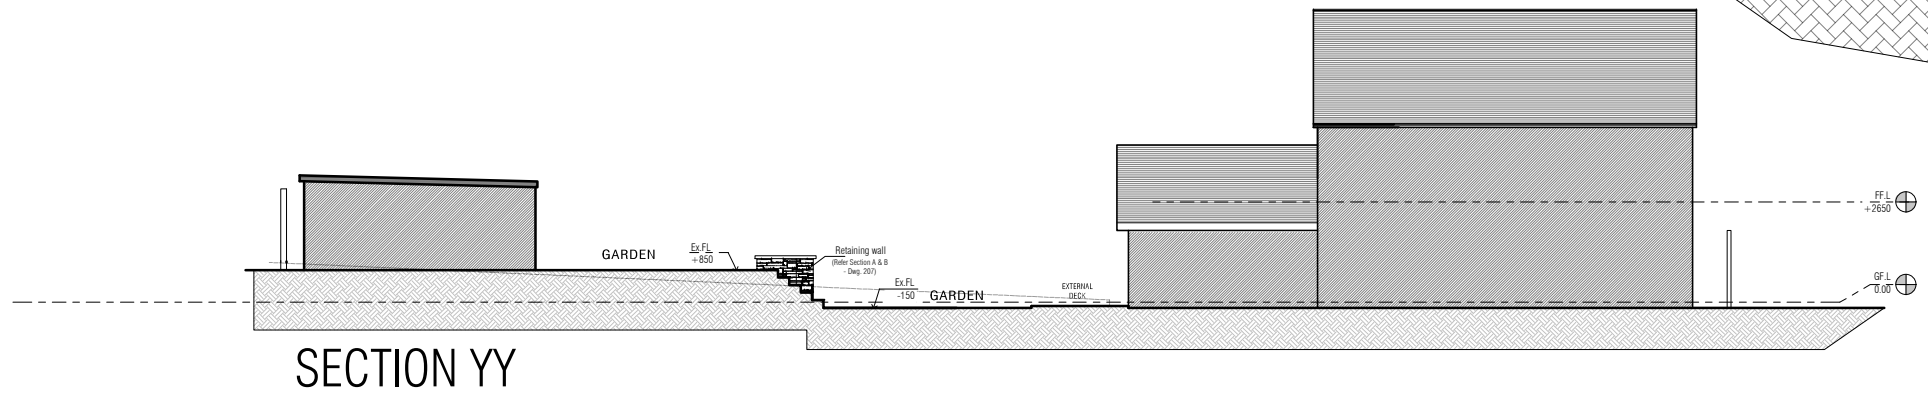 FF.L
+2650
GARDEN
Ex.FL
+850
Retaining wall
(Refer Section A & B
- Dwg. 207)
Ex.FL
-150
GARDEN
EXTERNAL
DECK
GF.L
0.00
SECTION YY